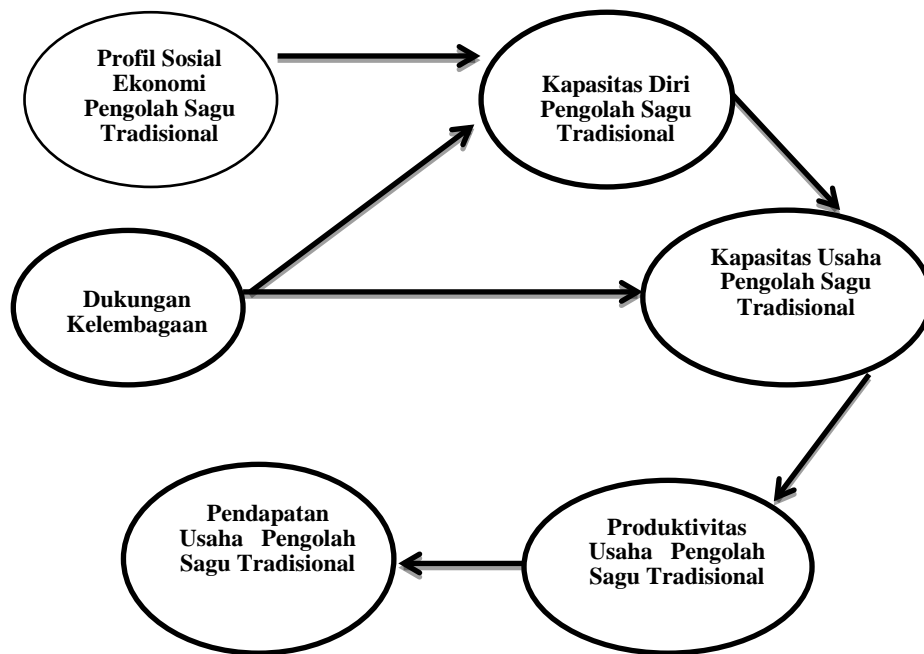 Profil Sosial
Ekonomi
Pengolah Sagu
Tradisional
Kapasitas Diri
Pengolah Sagu
Tradisional
Dukungan
Kelembagaan
Kapasitas Usaha
Pengolah Sagu
Tradisional
Pendapatan
Usaha Pengolah
Sagu Tradisional
Produktivitas
Usaha Pengolah
Sagu Tradisional